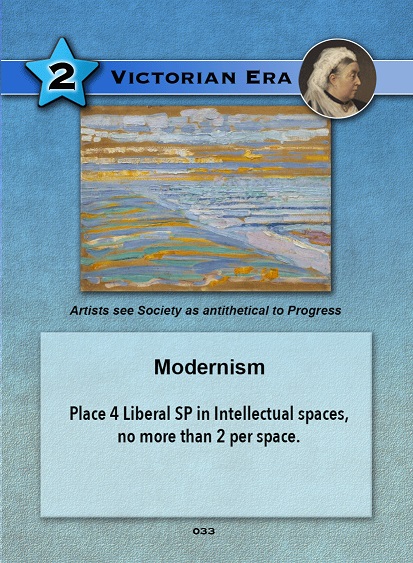 2
Victorian Era
Artists see Society as antithetical to Progress
Modernism
Place 4 Liberal SP in Intellectual spaces,
no more than 2 per space.
033